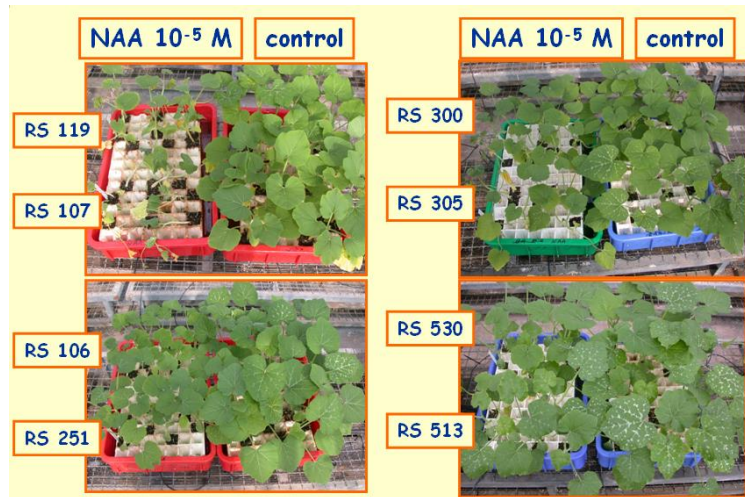 NAA 10⁻⁵ M control
RS 119
RS 107
RS 106
RS 251
NAA 10⁻⁵ M control
RS 300
RS 305
RS 530
RS 513